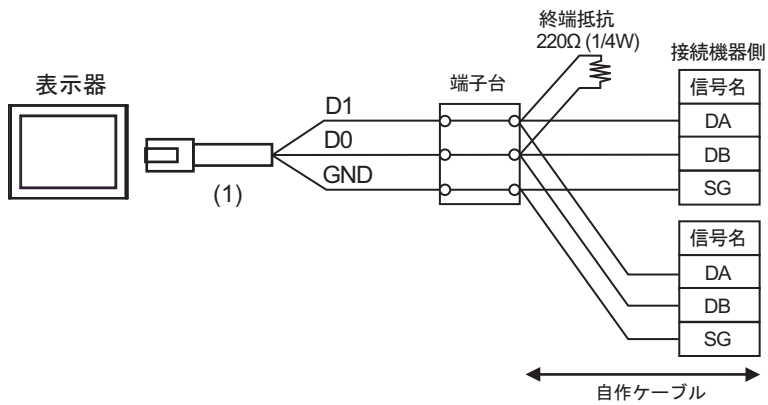 終端抵抗
220Ω (1/4W)
接続機器側
表示器
端子台
信号名
D1
DA
D0
DB
GND
SG
(1)
信号名
DA
DB
SG
自作ケーブル